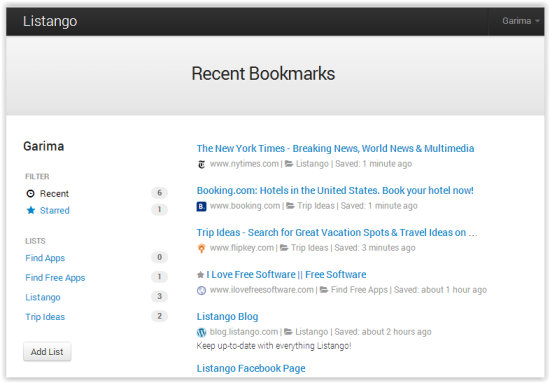 Listango
Garima
Recent Bookmarks
Garima
FILTER
Recent 6
Starred 1
LISTS
Find Apps 0
Find Free Apps 1
Listango 3
Trip Ideas 2
Add List
The New York Times - Breaking News, World News & Multimedia
www.nytimes.com | Listango | Saved: 1 minute ago
Booking.com: Hotels in the United States. Book your hotel now!
B. www.booking.com | Trip Ideas | Saved: 1 minute ago
Trip Ideas - Search for Great Vacation Spots & Travel Ideas on ...
www.flipkey.com | Trip Ideas | Saved: 3 minutes ago
I Love Free Software || Free Software
www.ilovefreesoftware.com | Find Free Apps | Saved: about 1 hour ago
Listango Blog
blog.listango.com | Listango | Saved: about 2 hours ago
Keep up-to-date with everything Listango!
Listango Facebook Page